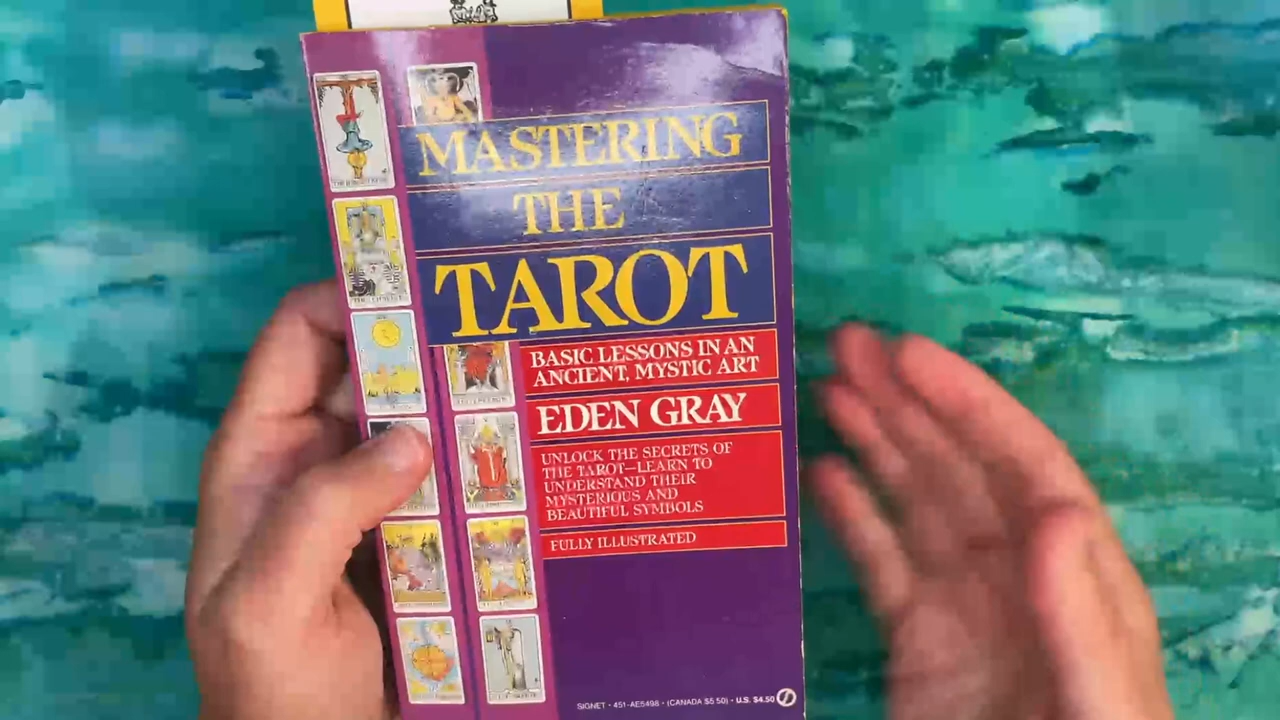 MASTERING
THE
TAROT
BASIC LESSONS IN AN
ANCIENT, MYSTIC ART
EDEN GRAY
UNLOCK THE SECRETS OF
THE TAROT—LEARN TO
UNDERSTAND THEIR
MYSTERIOUS AND
BEAUTIFUL SYMBOLS
FULLY ILLUSTRATED
SIGNET • 451-AE5498 • (CANADA $5.50) • U.S. $4.50